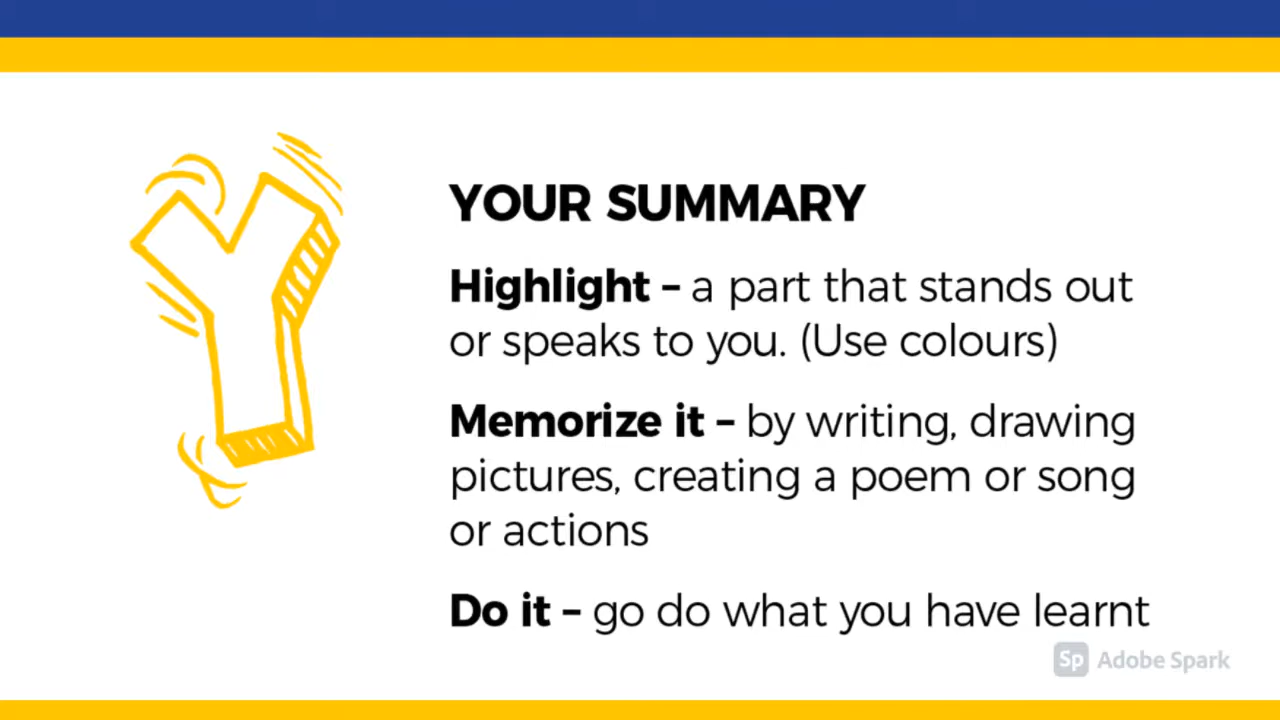 Y
YOUR SUMMARY
Highlight – a part that stands out
or speaks to you. (Use colours)
Memorize it – by writing, drawing
pictures, creating a poem or song
or actions
Do it – go do what you have learnt
Sp Adobe Spark